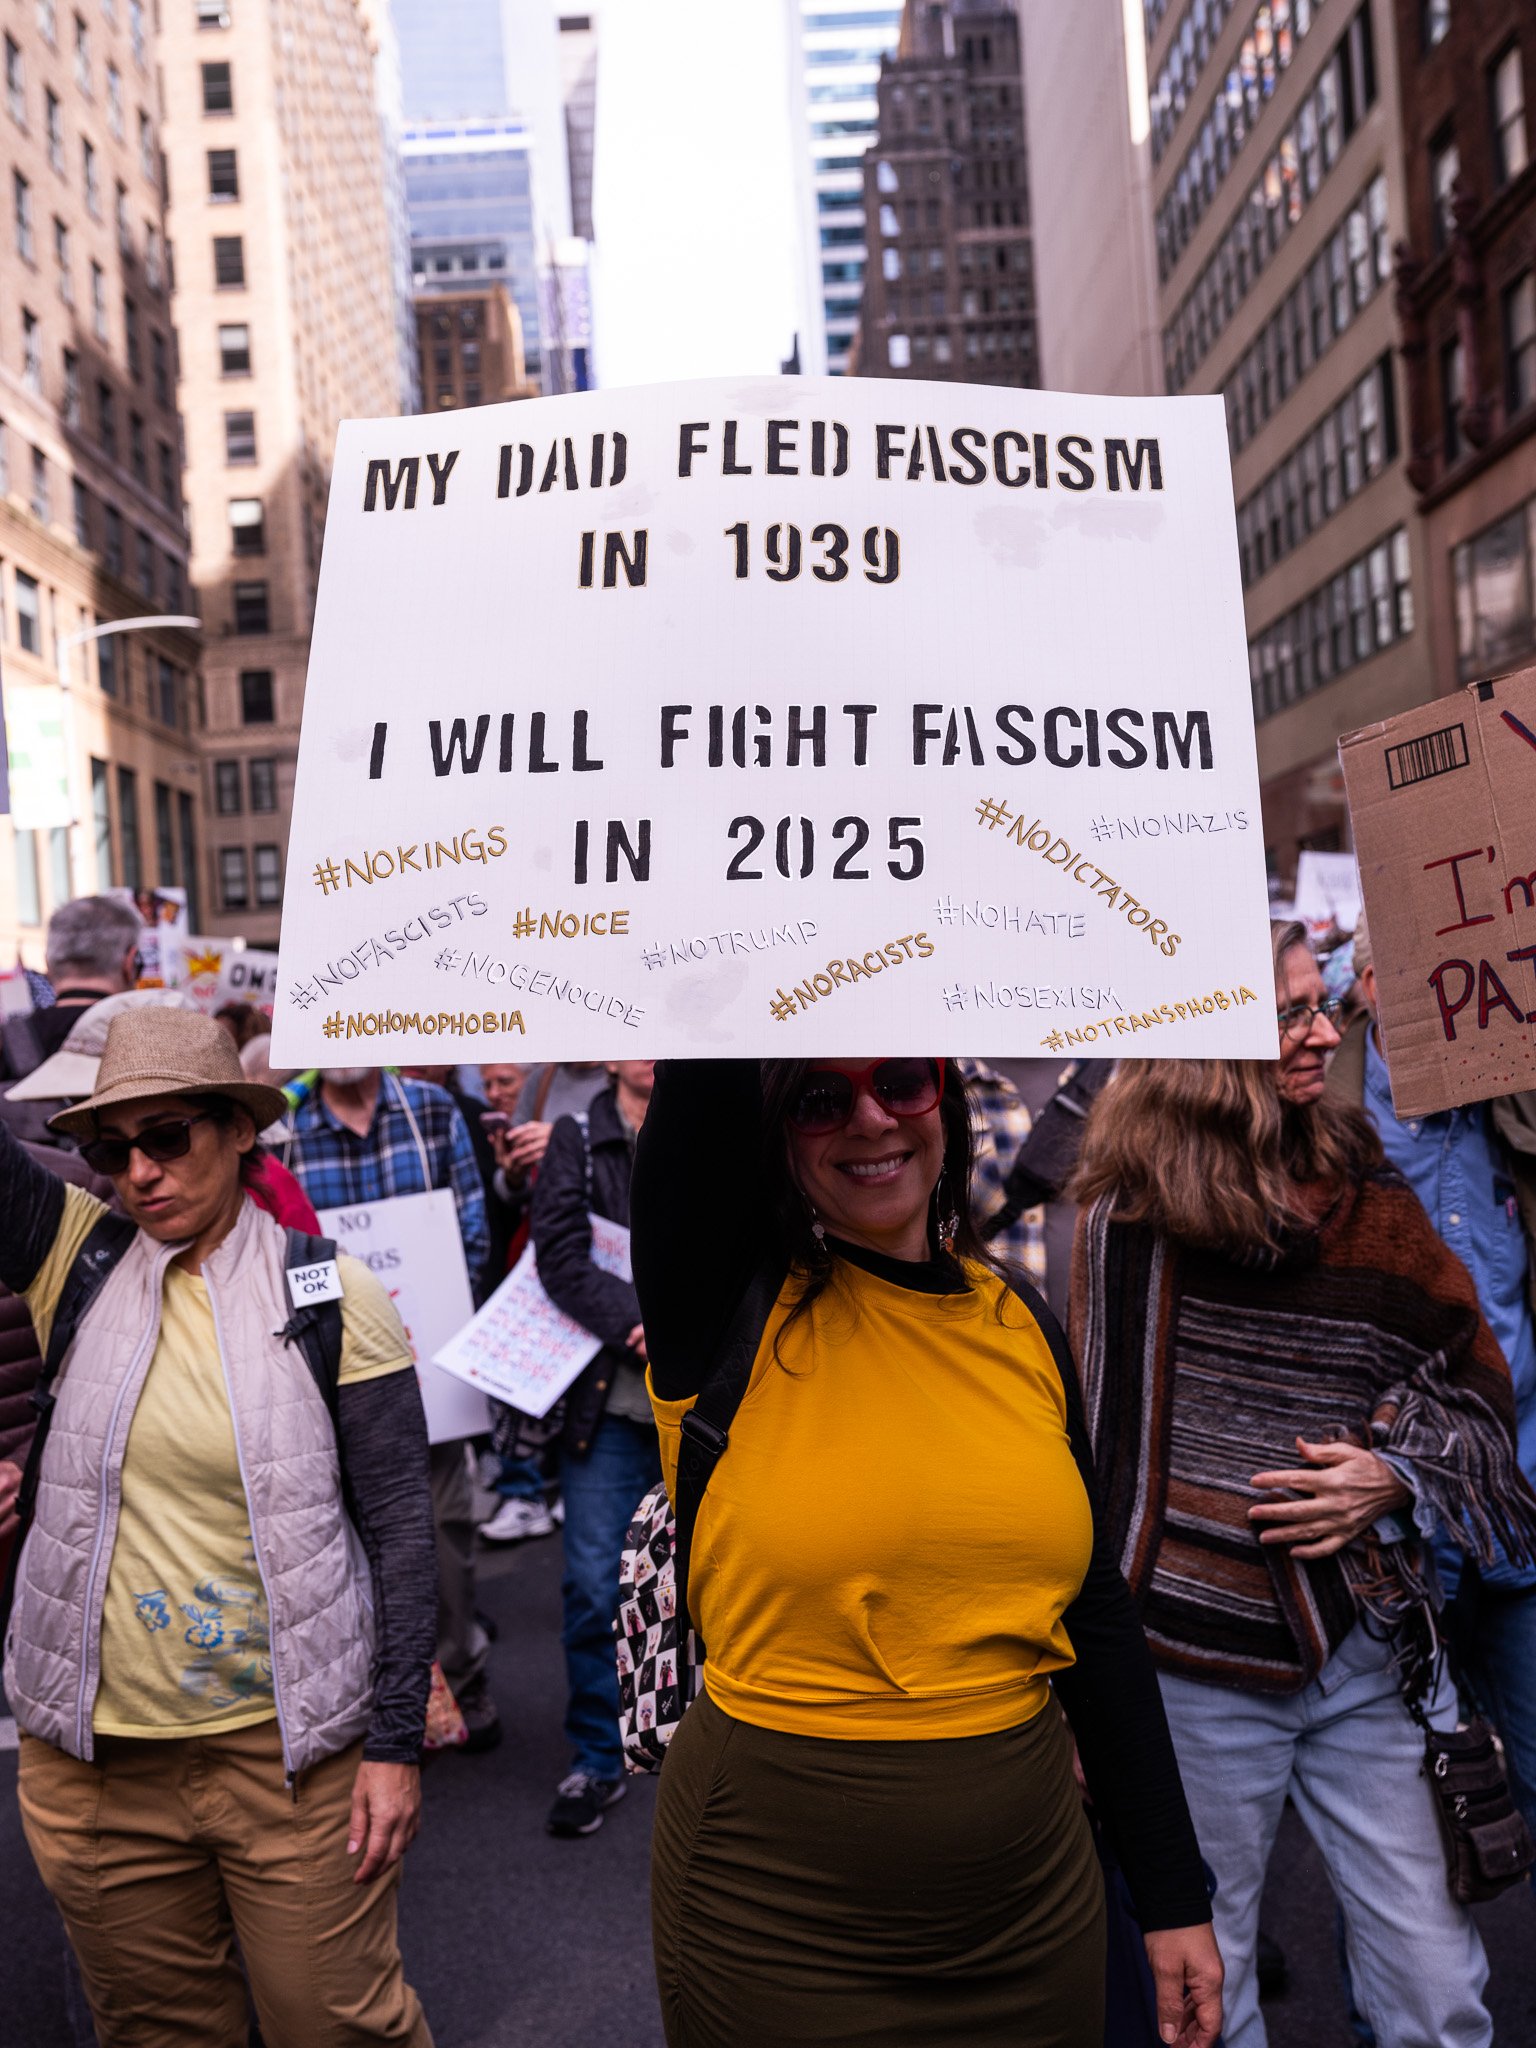 MY DAD FLED FASCISM
IN 1939
I WILL FIGHT FASCISM
IN 2025
#NOKINGS
#NODICTATORS
#NONAZIS
#NOFASCISTS
#NOICE
#NOTRUMP
#NOHATE
#NOGENOCIDE
#NORACISTS
#NOSEXISM
#NOHOMOPHOBIA
#NOTRANSPHOBIA
I'm
NOT
OK
NO